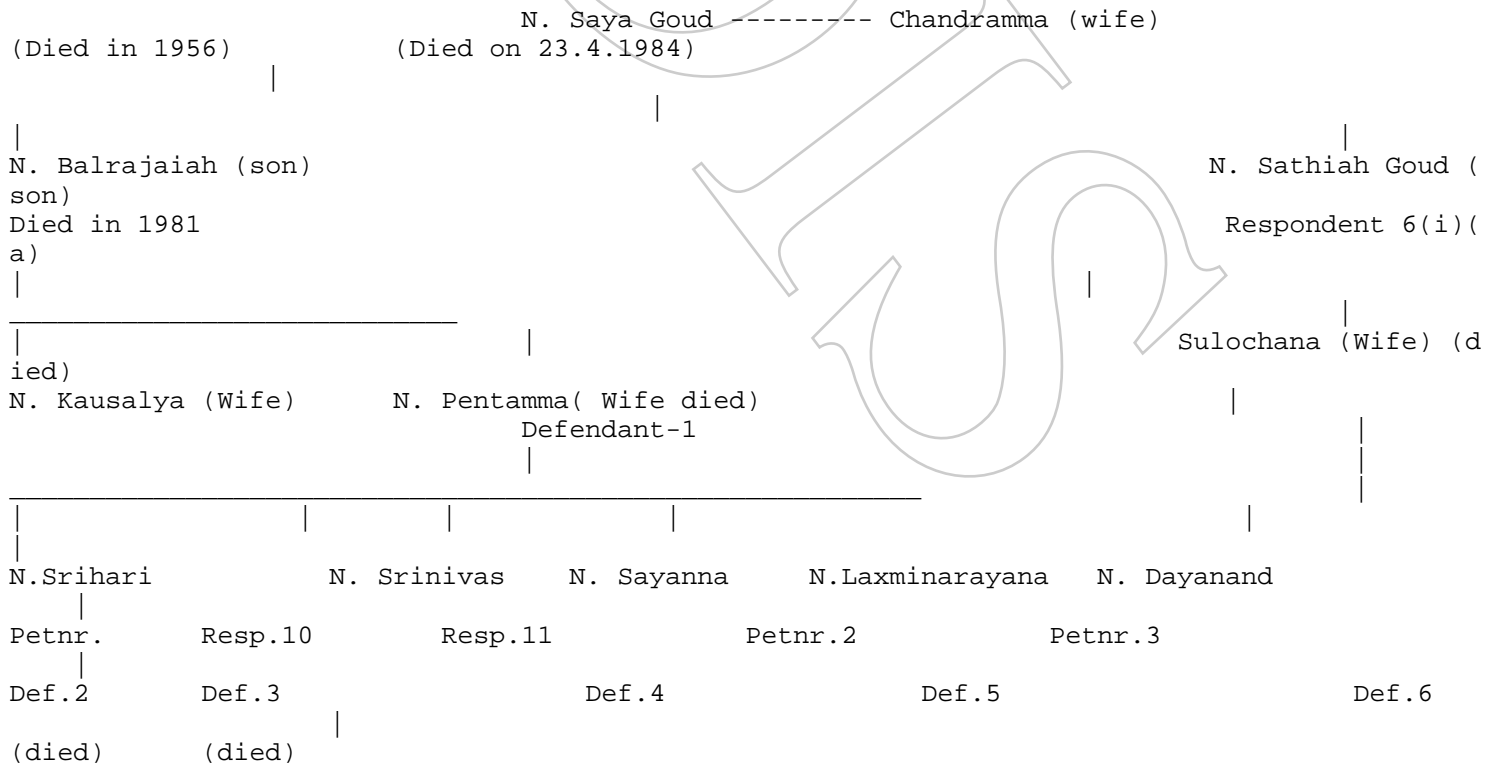 N. Saya Goud --------- Chandramma (wife)
(Died in 1956) (Died on 23.4.1984)
|
|
| |
N. Balrajaiah (son) N. Sathiah Goud (
son)
Died in 1981 Respondent 6(i)(
a)
| |
____________________________ |
| | Sulochana (Wife) (d
ied)
N. Kausalya (Wife) N. Pentamma( Wife died) |
Defendant-1 |
| |
_________________________________________________________ |
| | | | |
|
N.Srihari N. Srinivas N. Sayanna N.Laxminarayana N. Dayanand
|
Petnr. Resp.10 Resp.11 Petnr.2 Petnr.3
|
Def.2 Def.3 Def.4 Def.5 Def.6
|
(died) (died)